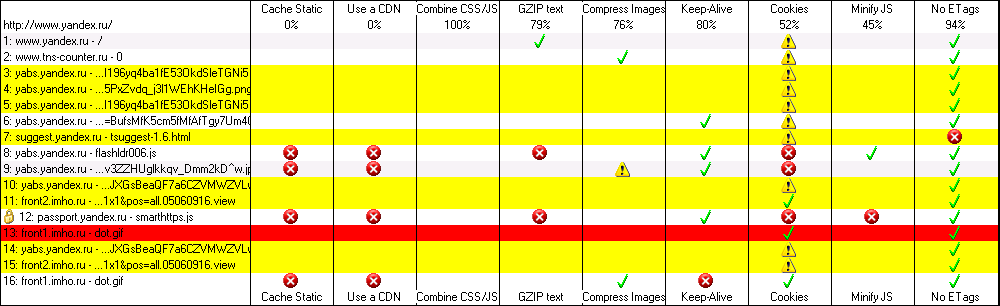 Cache Static Use a CDN Combine CSS/JS GZIP text Compress Images Keep-Alive Cookies Minify JS No ETags
http://www.yandex.ru/ 0% 0% 100% 79% 76% 80% 52% 45% 94%
1: www.yandex.ru - /
2: www.tns-counter.ru - 0
3: yabs.yandex.ru - ...l196yq4ba1fE53OkdSleTGNi5
4: yabs.yandex.ru - ...5PxZvdq_j3l1WEhKHelGg.png
5: yabs.yandex.ru - ...l196yq4ba1fE53OkdSleTGNi5
6: yabs.yandex.ru - ...=BufsMfK5cm5fMfAfTgy7Um40
7: suggest.yandex.ru - tsuggest-1.6.html
8: yabs.yandex.ru - flashldr006.js
9: yabs.yandex.ru - ...v3ZZHUglkkqv_Dmm2kD^w.jp
10: yabs.yandex.ru - ...JXGsBeaQF7a6CZVMWZVL
11: front2.imho.ru - ...1x1&pos=all.05060916.view
12: passport.yandex.ru - smarthttps.js
13: front1.imho.ru - dot.gif
14: yabs.yandex.ru - ...JXGsBeaQF7a6CZVMWZVL
15: front2.imho.ru - ...1x1&pos=all.05060916.view
16: front1.imho.ru - dot.gif
Cache Static Use a CDN Combine CSS/JS GZIP text Compress Images Keep-Alive Cookies Minify JS No ETags